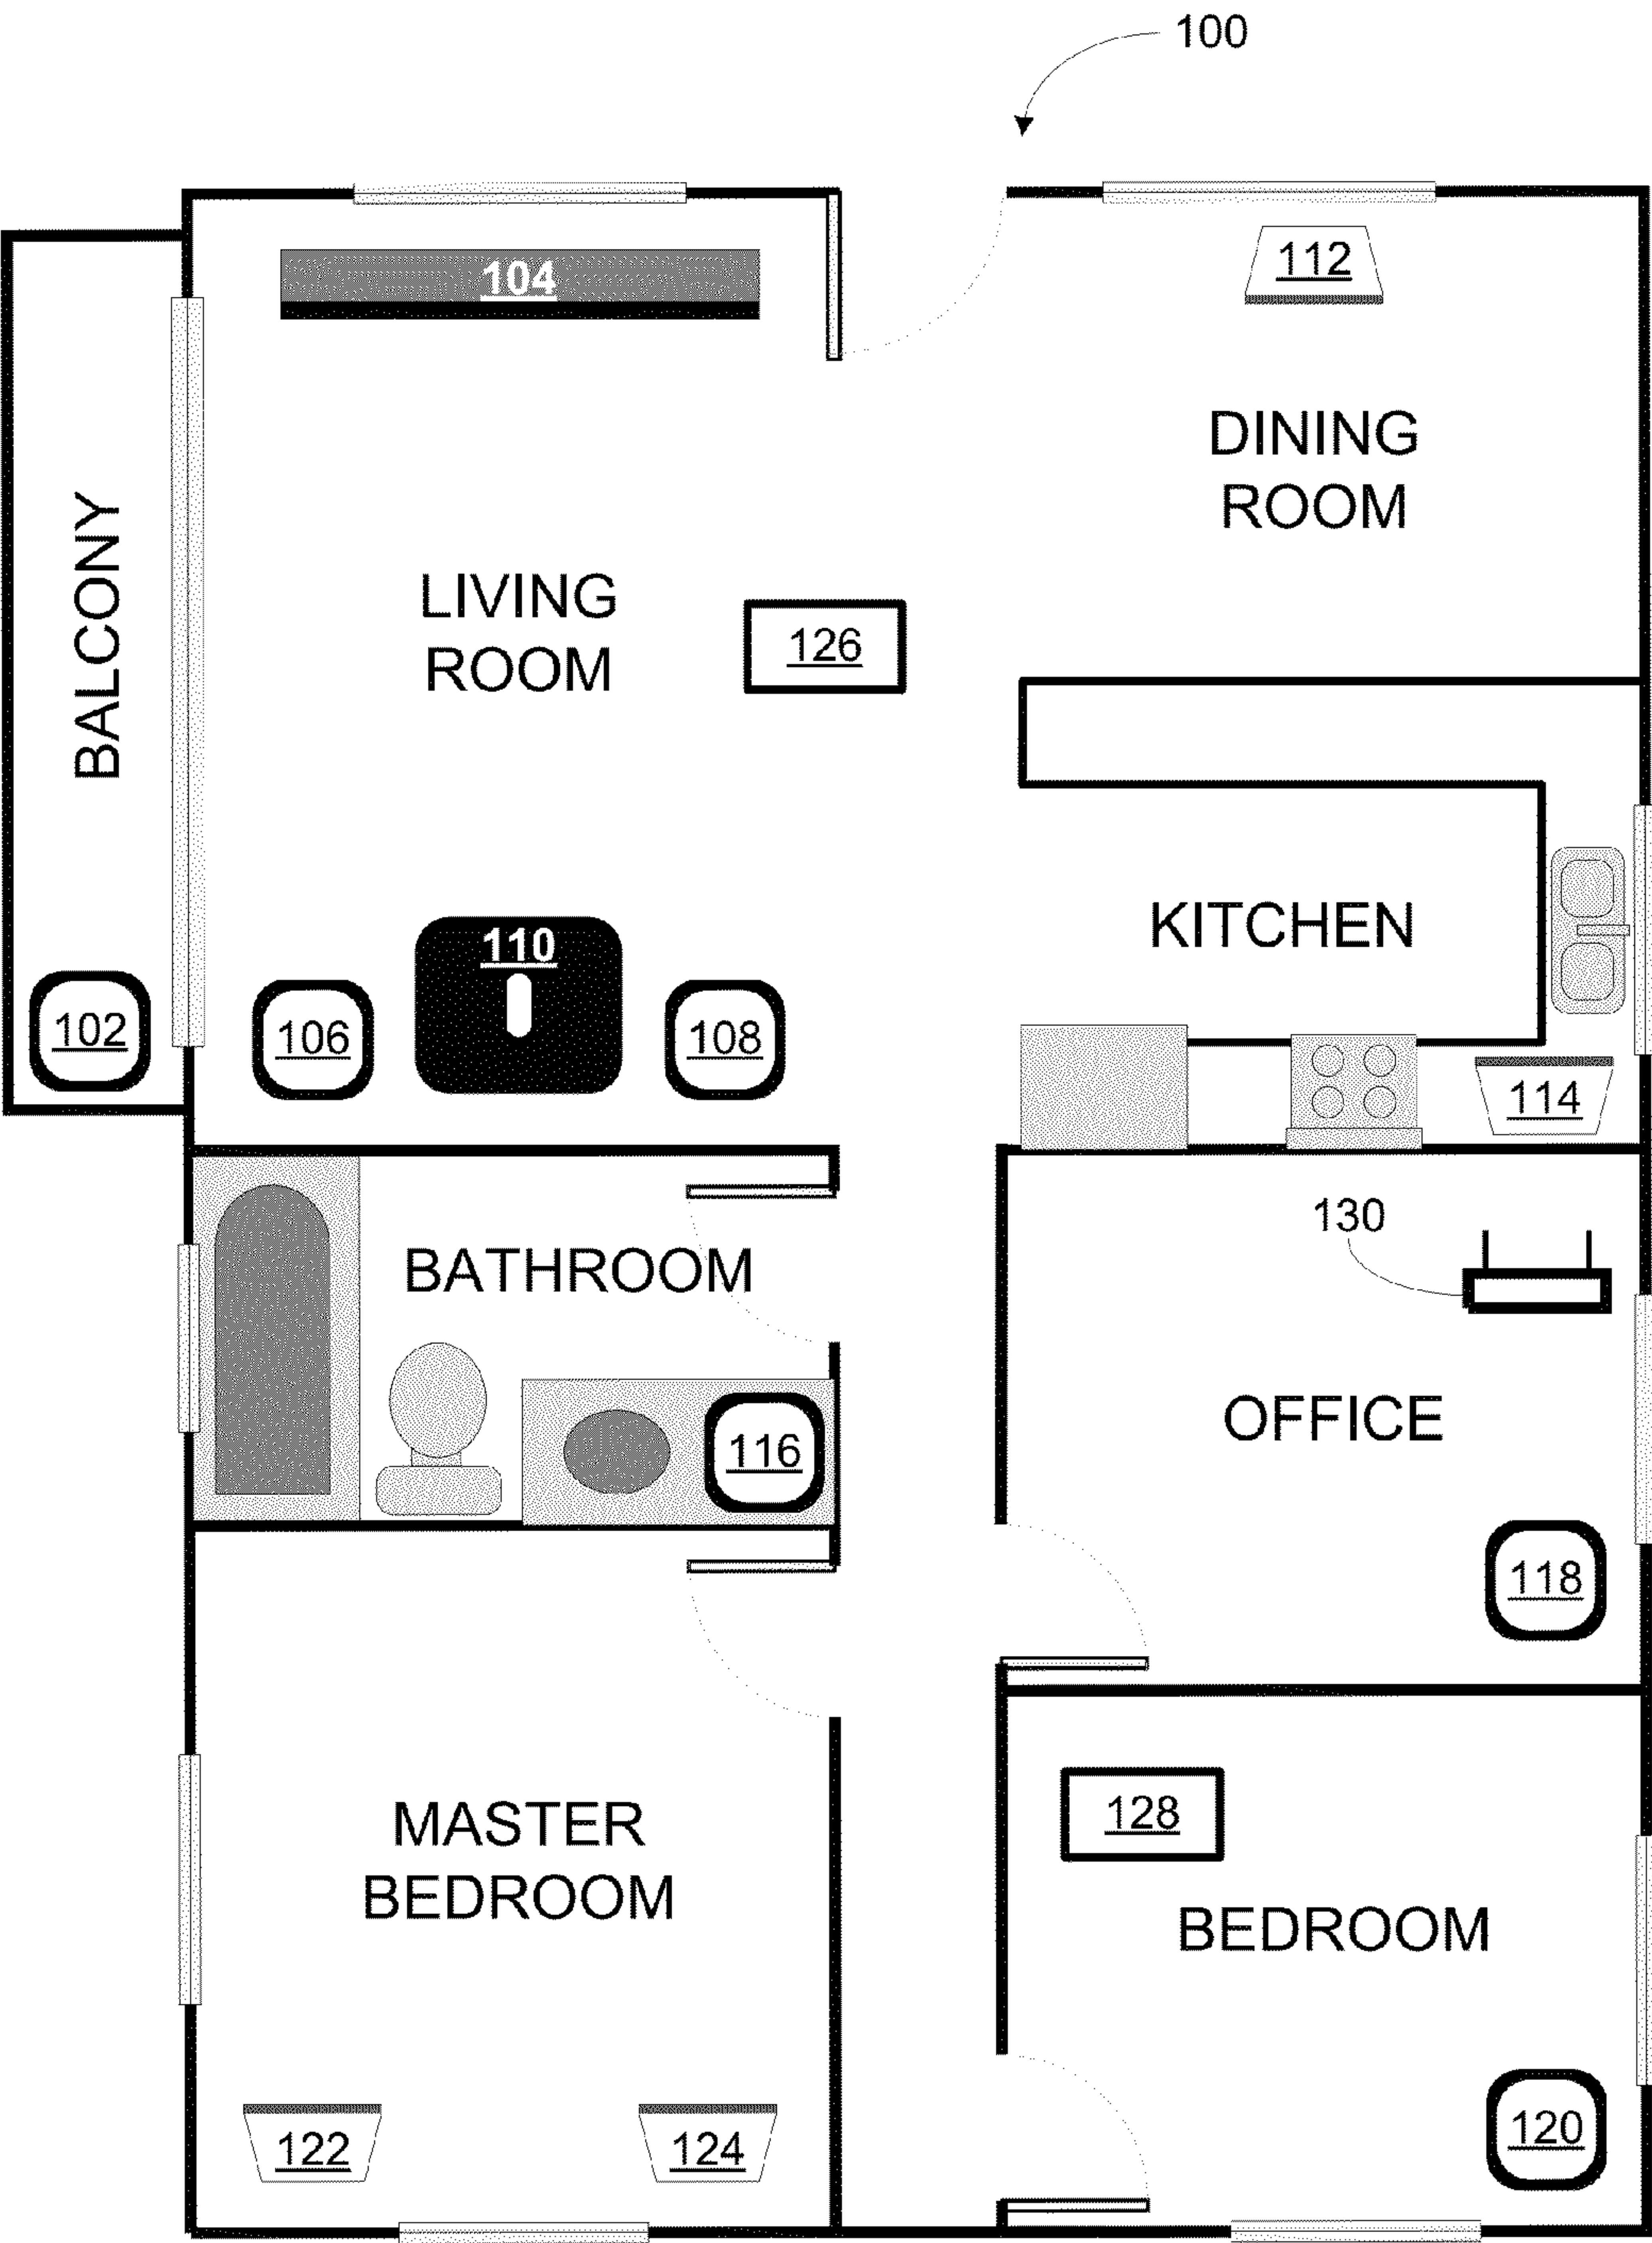 100
104
112
DINING
ROOM
BALCONY
LIVING
ROOM
126
110
KITCHEN
102
106
108
114
130
BATHROOM
OFFICE
116
118
MASTER
BEDROOM
128
BEDROOM
122
124
120